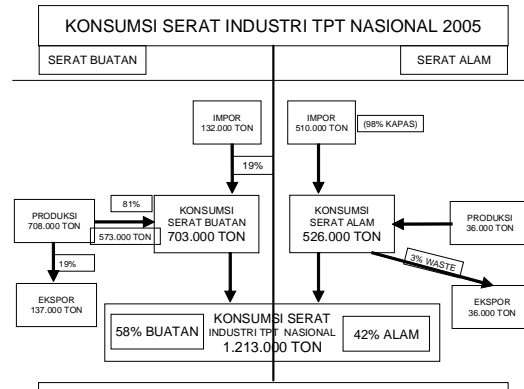 KONSUMSI SERAT INDUSTRI TPT NASIONAL 2005
SERAT BUATAN
SERAT ALAM
IMPOR
132.000 TON
IMPOR
510.000 TON
(98% KAPAS)
19%
81%
PRODUKSI
708.000 TON
573.000 TON
KONSUMSI
SERAT BUATAN
703.000 TON
KONSUMSI
SERAT ALAM
526.000 TON
PRODUKSI
36.000 TON
19%
3% WASTE
EKSPOR
137.000 TON
EKSPOR
36.000 TON
58% BUATAN
KONSUMSI SERAT
INDUSTRI TPT NASIONAL
1.213.000 TON
42% ALAM